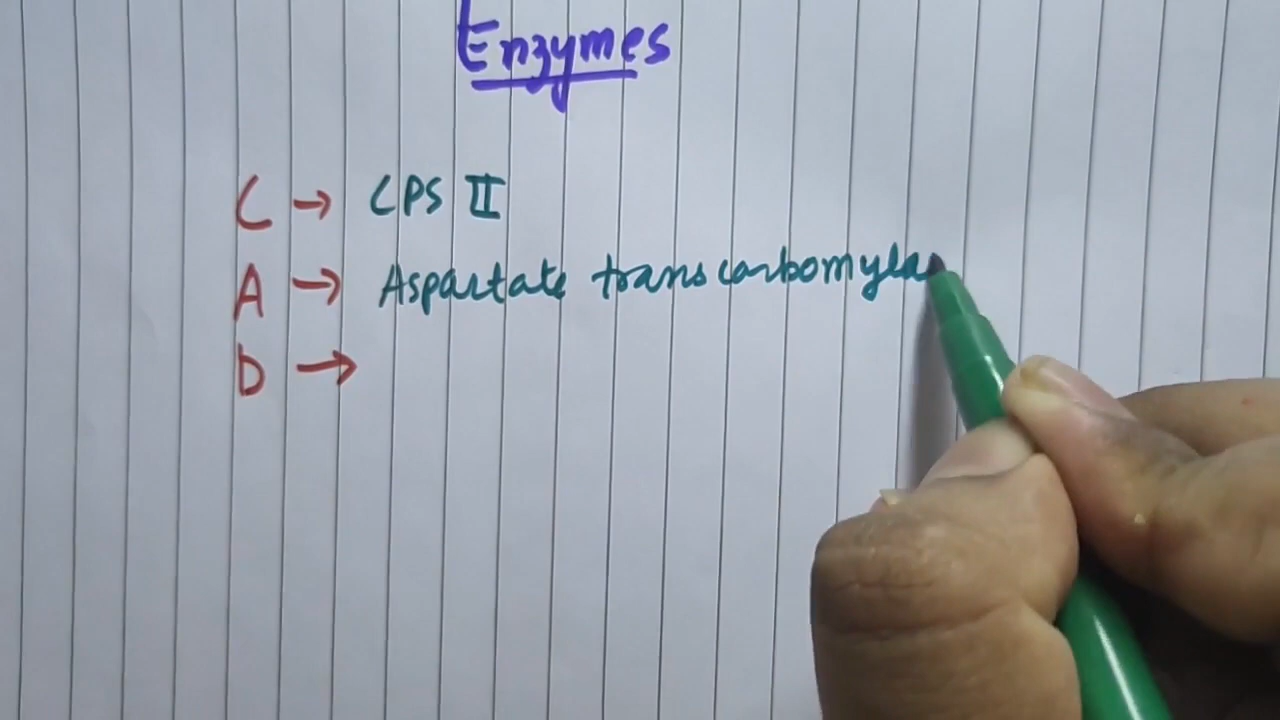 Enzymes
C → CPS II
A → Aspartate transcarbomyla
D →